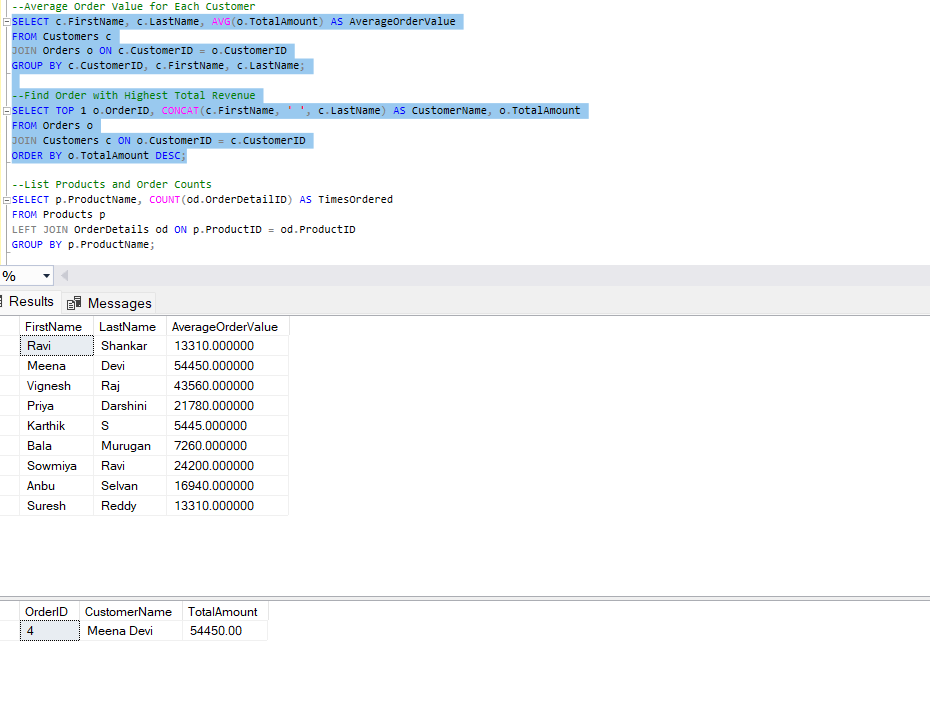 --Average Order Value for Each Customer
SELECT c.FirstName, c.LastName, AVG(o.TotalAmount) AS AverageOrderValue
FROM Customers c
JOIN Orders o ON c.CustomerID = o.CustomerID
GROUP BY c.CustomerID, c.FirstName, c.LastName;
--Find Order with Highest Total Revenue
SELECT TOP 1 o.OrderID, CONCAT(c.FirstName, ' ', c.LastName) AS CustomerName, o.TotalAmount
FROM Orders o
JOIN Customers c ON o.CustomerID = c.CustomerID
ORDER BY o.TotalAmount DESC;
--List Products and Order Counts
SELECT p.ProductName, COUNT(od.OrderDetailID) AS TimesOrdered
FROM Products p
LEFT JOIN OrderDetails od ON p.ProductID = od.ProductID
GROUP BY p.ProductName;
%
Results Messages
FirstName LastName AverageOrderValue
Ravi Shankar 13310.000000
Meena Devi 54450.000000
Vignesh Raj 43560.000000
Priya Darshini 21780.000000
Karthik S 5445.000000
Bala Murugan 7260.000000
Sowmiya Ravi 24200.000000
Anbu Selvan 16940.000000
Suresh Reddy 13310.000000
OrderID CustomerName TotalAmount
4 Meena Devi 54450.00